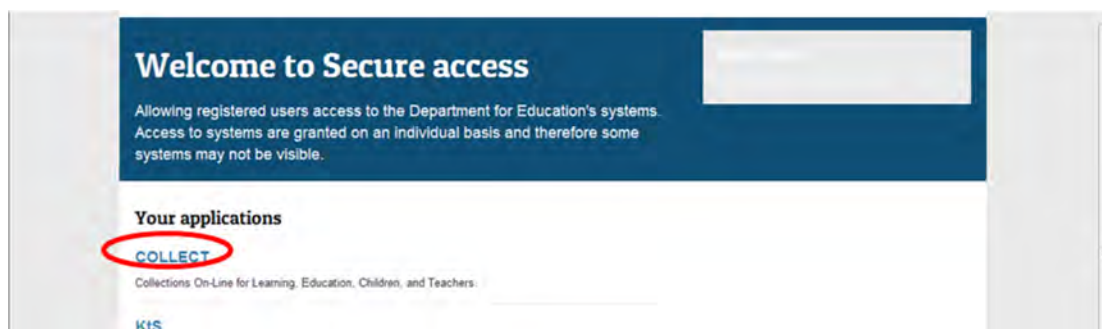 Welcome to Secure access
Allowing registered users access to the Department for Education's systems.
Access to systems are granted on an individual basis and therefore some
systems may not be visible.
Your applications
COLLECT
Collections On-Line for Learning, Education, Children, and Teachers.
KtS